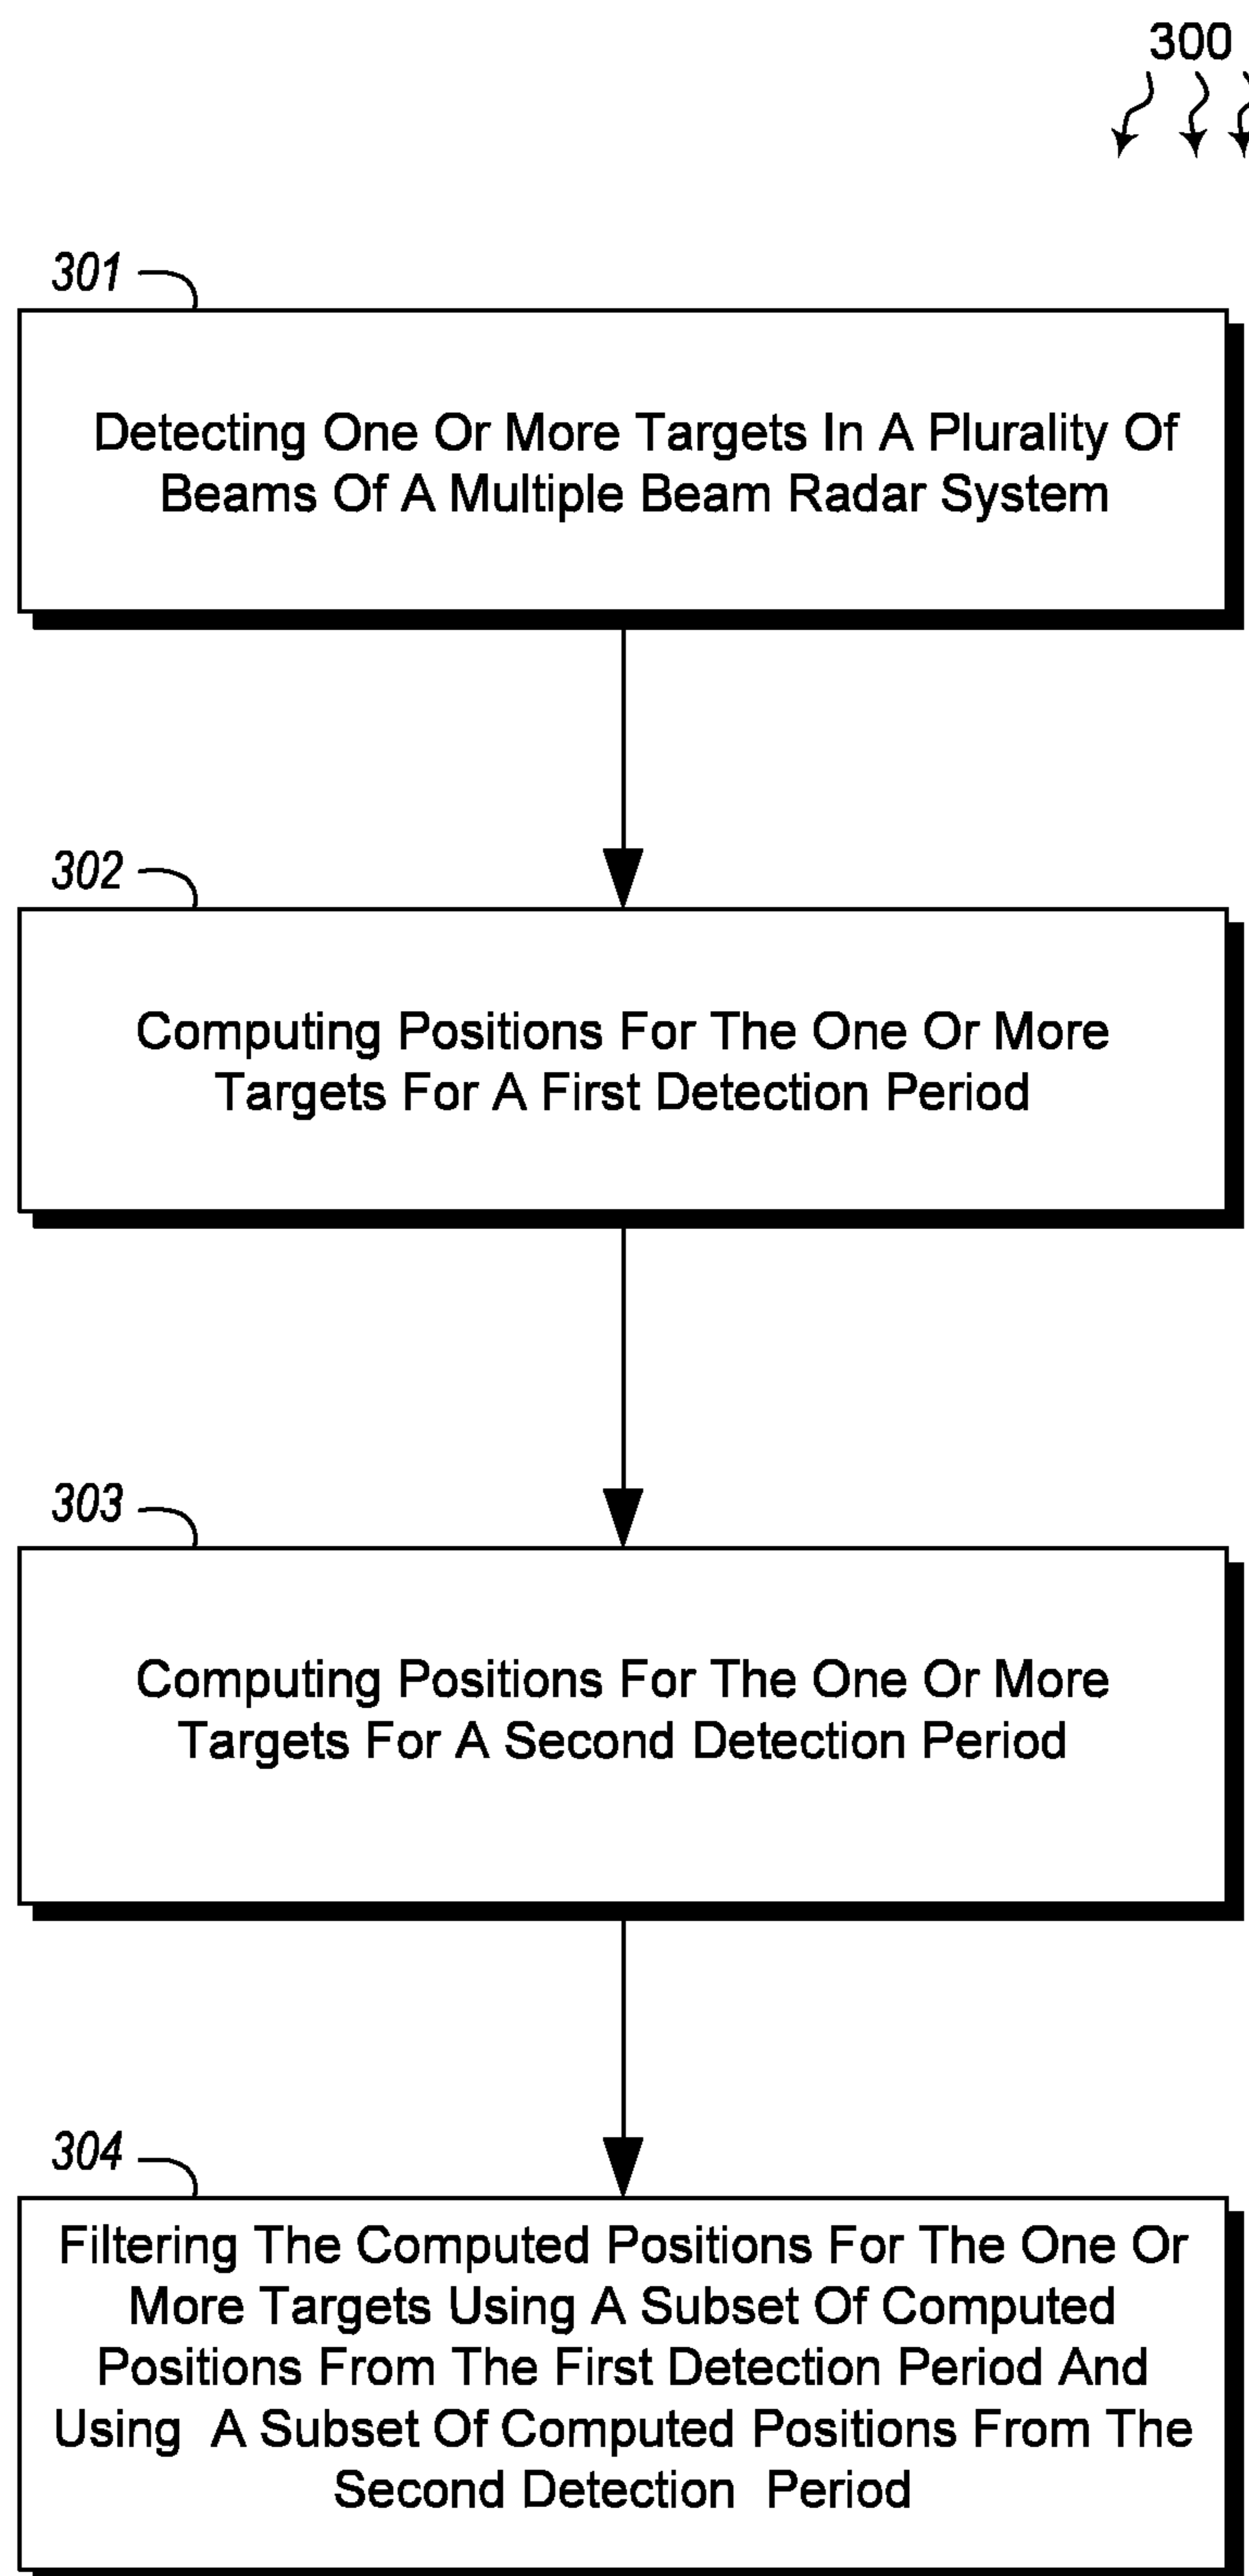 300
301
Detecting One Or More Targets In A Plurality Of
Beams Of A Multiple Beam Radar System
302
Computing Positions For The One Or More
Targets For A First Detection Period
303
Computing Positions For The One Or More
Targets For A Second Detection Period
304
Filtering The Computed Positions For The One Or
More Targets Using A Subset Of Computed
Positions From The First Detection Period And
Using A Subset Of Computed Positions From The
Second Detection Period